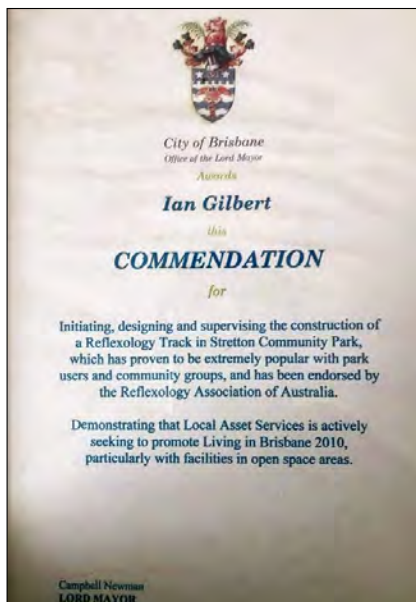 City of Brisbane
Office of the Lord Mayor
Awards
Ian Gilbert
this
COMMENDATION
for
Initiating, designing and supervising the construction of
a Reflexology Track in Stretton Community Park,
which has proven to be extremely popular with park
users and community groups, and has been endorsed by
the Reflexology Association of Australia.
Demonstrating that Local Asset Services is actively
seeking to promote Living in Brisbane 2010,
particularly with facilities in open space areas.
Campbell Newman
LORD MAYOR